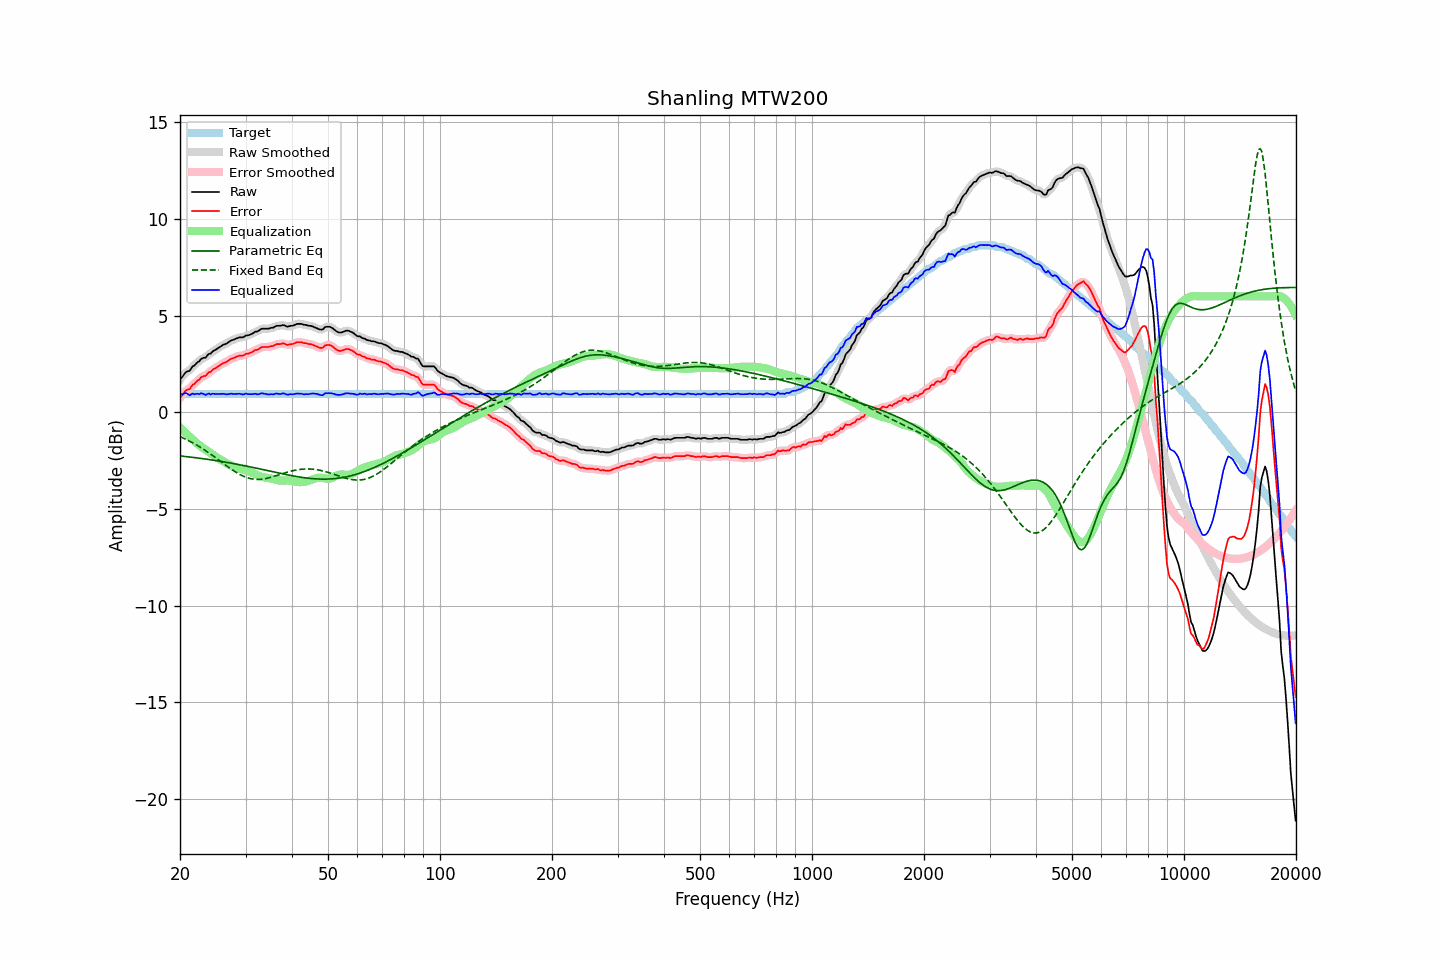 Shanling MTW200
Amplitude (dBr)
15
10
5
0
−5
−10
−15
−20
Target
Raw Smoothed
Error Smoothed
Raw
Error
Equalization
Parametric Eq
Fixed Band Eq
Equalized
20
50
100
200
500
1000
2000
5000
10000
20000
Frequency (Hz)